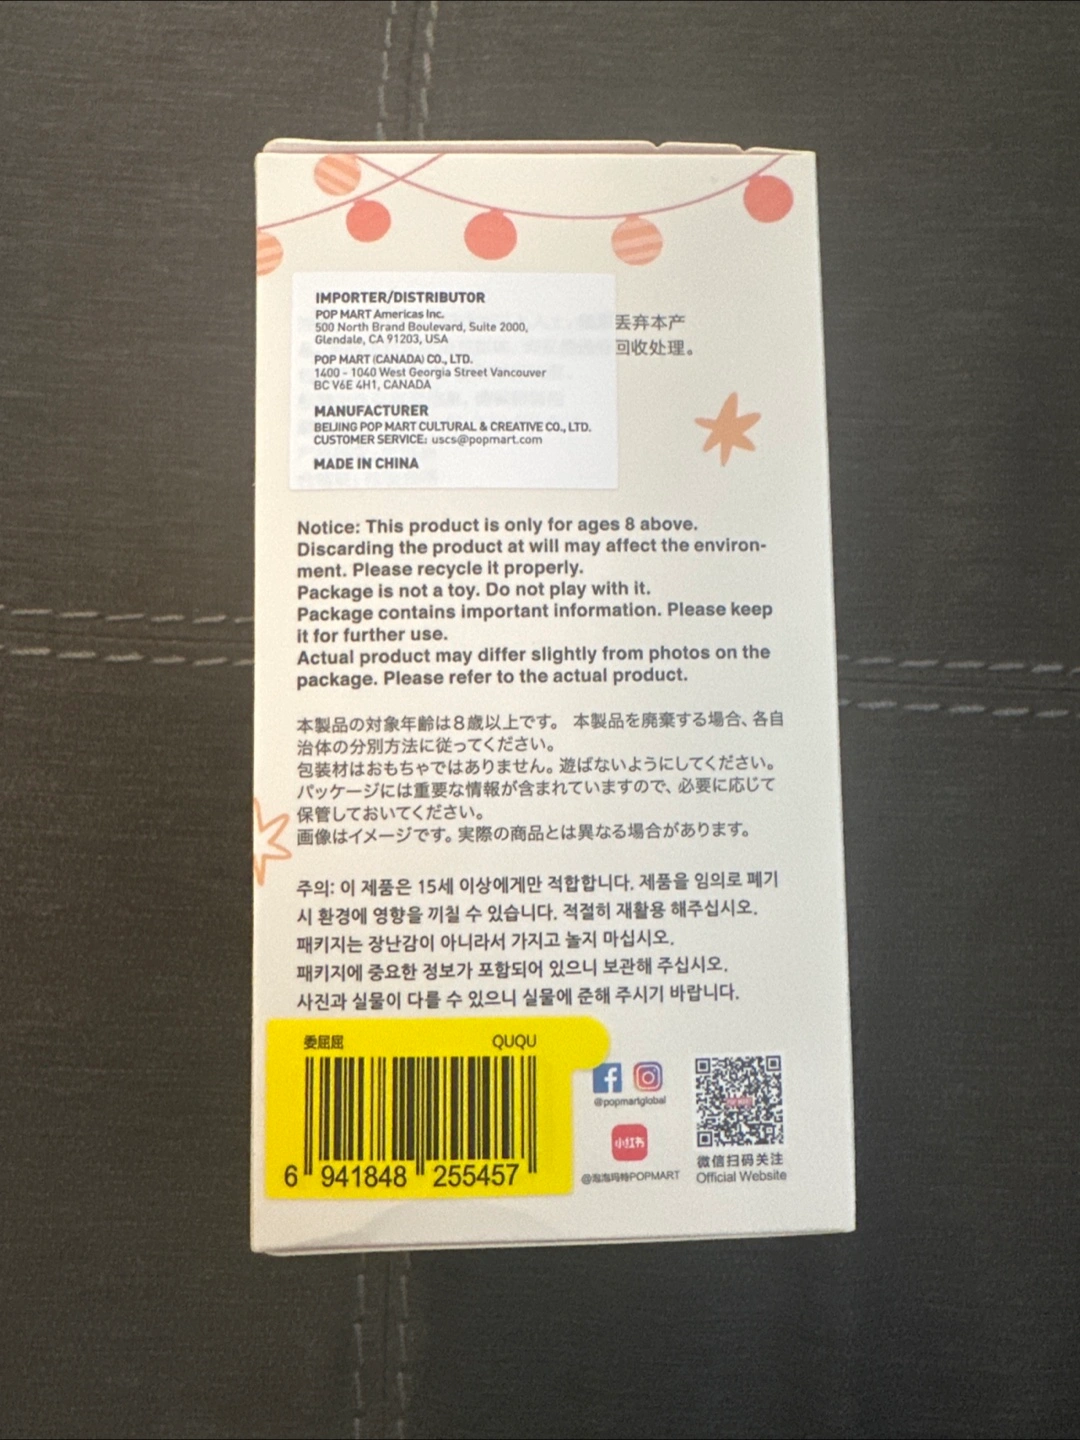 IMPORTER/DISTRIBUTOR
POP MART Americas Inc.
500 North Brand Boulevard, Suite 2000,
Glendale, CA 91203, USA
POP MART (CANADA) CO., LTD.
1400 - 1040 West Georgia Street Vancouver
BC V6E 4H1, CANADA
MANUFACTURER
BEIJING POP MART CULTURAL & CREATIVE CO., LTD.
CUSTOMER SERVICE: uscs@popmart.com
MADE IN CHINA
丢弃本产
回收处理。
Notice: This product is only for ages 8 above.
Discarding the product at will may affect the environ-
ment. Please recycle it properly.
Package is not a toy. Do not play with it.
Package contains important information. Please keep
it for further use.
Actual product may differ slightly from photos on the
package. Please refer to the actual product.
本製品の対象年齢は8歳以上です。 本製品を廃棄する場合、各自
治体の分別方法に従ってください。
包装材はおもちゃではありません。遊ばないようにしてください。
パッケージには重要な情報が含まれていますので、必要に応じて
保管しておいてください。
画像はイメージです。実際の商品とは異なる場合があります。
주의: 이 제품은 15세 이상에게만 적합합니다. 제품을 임의로 폐기
시 환경에 영향을 끼칠 수 있습니다. 적절히 재활용 해주십시오.
패키지는 장난감이 아니라서 가지고 놀지 마십시오.
패키지에 중요한 정보가 포함되어 있으니 보관해 주십시오.
사진과 실물이 다를 수 있으니 실물에 준해 주시기 바랍니다.
委屈屈 QUQU
6 941848 255457
@popmartglobal
小红书
@泡泡玛特POPMART
微信扫码关注
Official Website